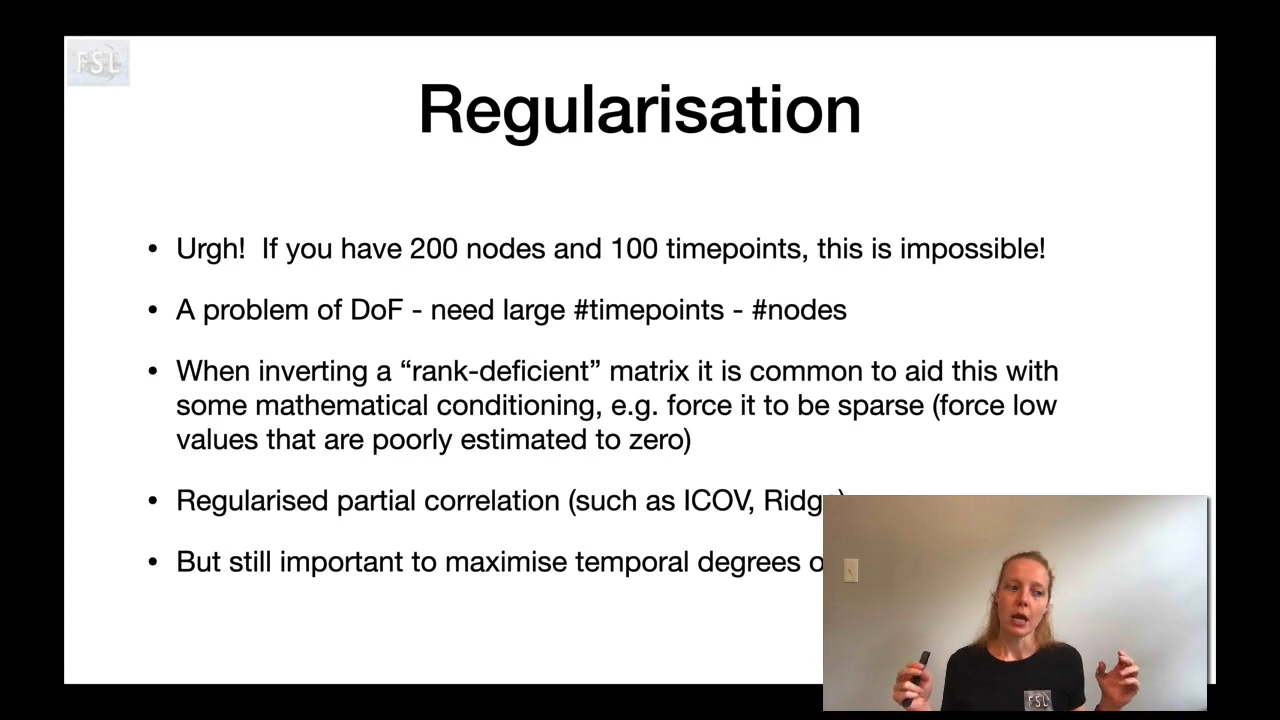 FSL
Regularisation
• Urgh!  If you have 200 nodes and 100 timepoints, this is impossible!
• A problem of DoF - need large #timepoints - #nodes
• When inverting a “rank-deficient” matrix it is common to aid this with
some mathematical conditioning, e.g. force it to be sparse (force low
values that are poorly estimated to zero)
• Regularised partial correlation (such as ICOV, Ridge)
• But still important to maximise temporal degrees
FSL